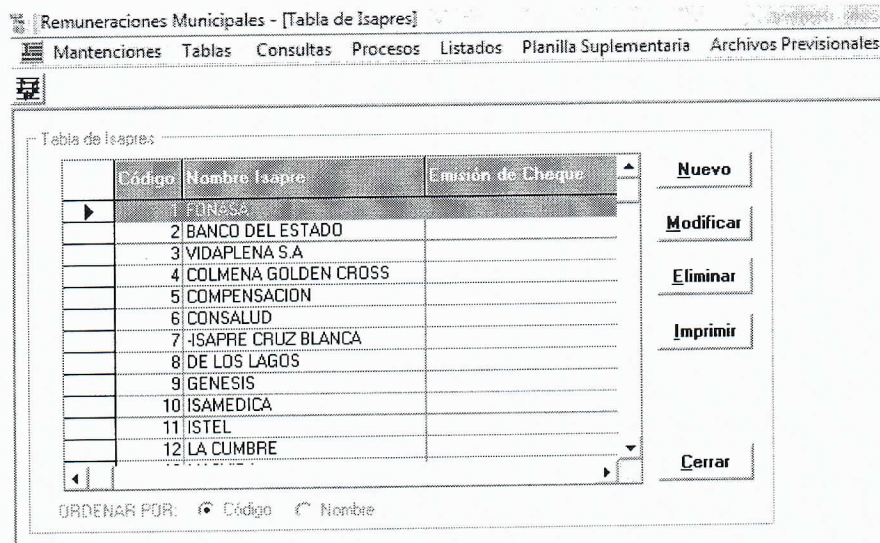 Remuneraciones Municipales - [Tabla de Isapres]
Mantenciones Tablas Consultas Procesos Listados Planilla Suplementaria Archivos Previsionales
Tabla de Isapres
Código Nombre Isapre Emisión de Cheque
1 FONASA
2 BANCO DEL ESTADO
3 VIDAPLENA S.A
4 COLMENA GOLDEN CROSS
5 COMPENSACION
6 CONSALUD
7 -ISAPRE CRUZ BLANCA
8 DE LOS LAGOS
9 GENESIS
10 ISAMEDICA
11 ISTEL
12 LA CUMBRE
Nuevo
Modificar
Eliminar
Imprimir
Cerrar
ORDENAR POR: Código Nombre